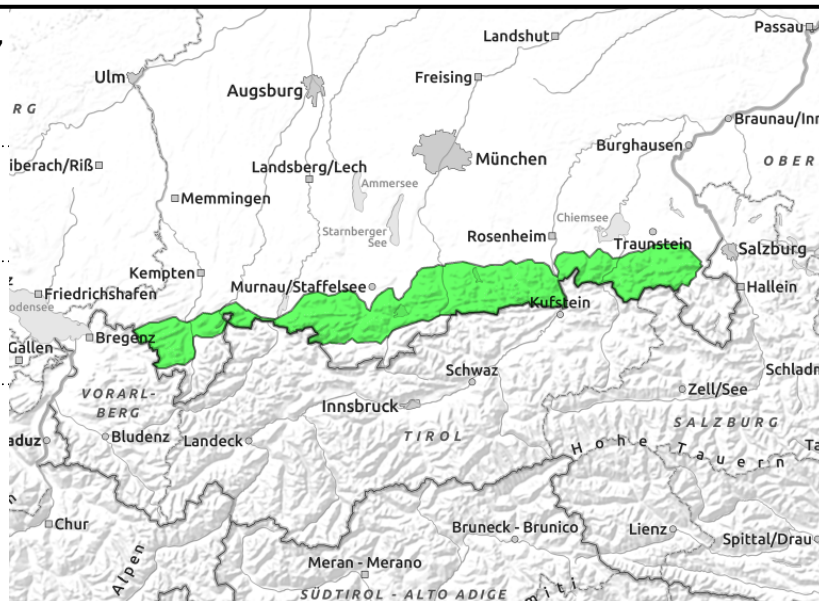 Passau
Landshut
Ulm
Freising
Augsburg
RG
Braunau/Inn
Burghausen
iberach/Riß
Landsberg/Lech
München
OBER
Ammersee
Memmingen
Starnberger
See
Chiemsee
Rosenheim
Traunstein
Salzburg
Kempten
Murnau/Staffelsee
Hallein
Friedrichshafen
odensee
Kufstein
Bregenz
Gallen
Schwaz
Schladm
Zell/See
VORARL-
BERG
Innsbruck
SALZBURG
Bludenz
Landeck
TIROL
aduz
Hohe Tauern
Ta
Chur
Bruneck - Brunico
Lienz
Spittal/Drau
Alpen
Meran - Merano
miti
SÜDTIROL - ALTO ADIGE